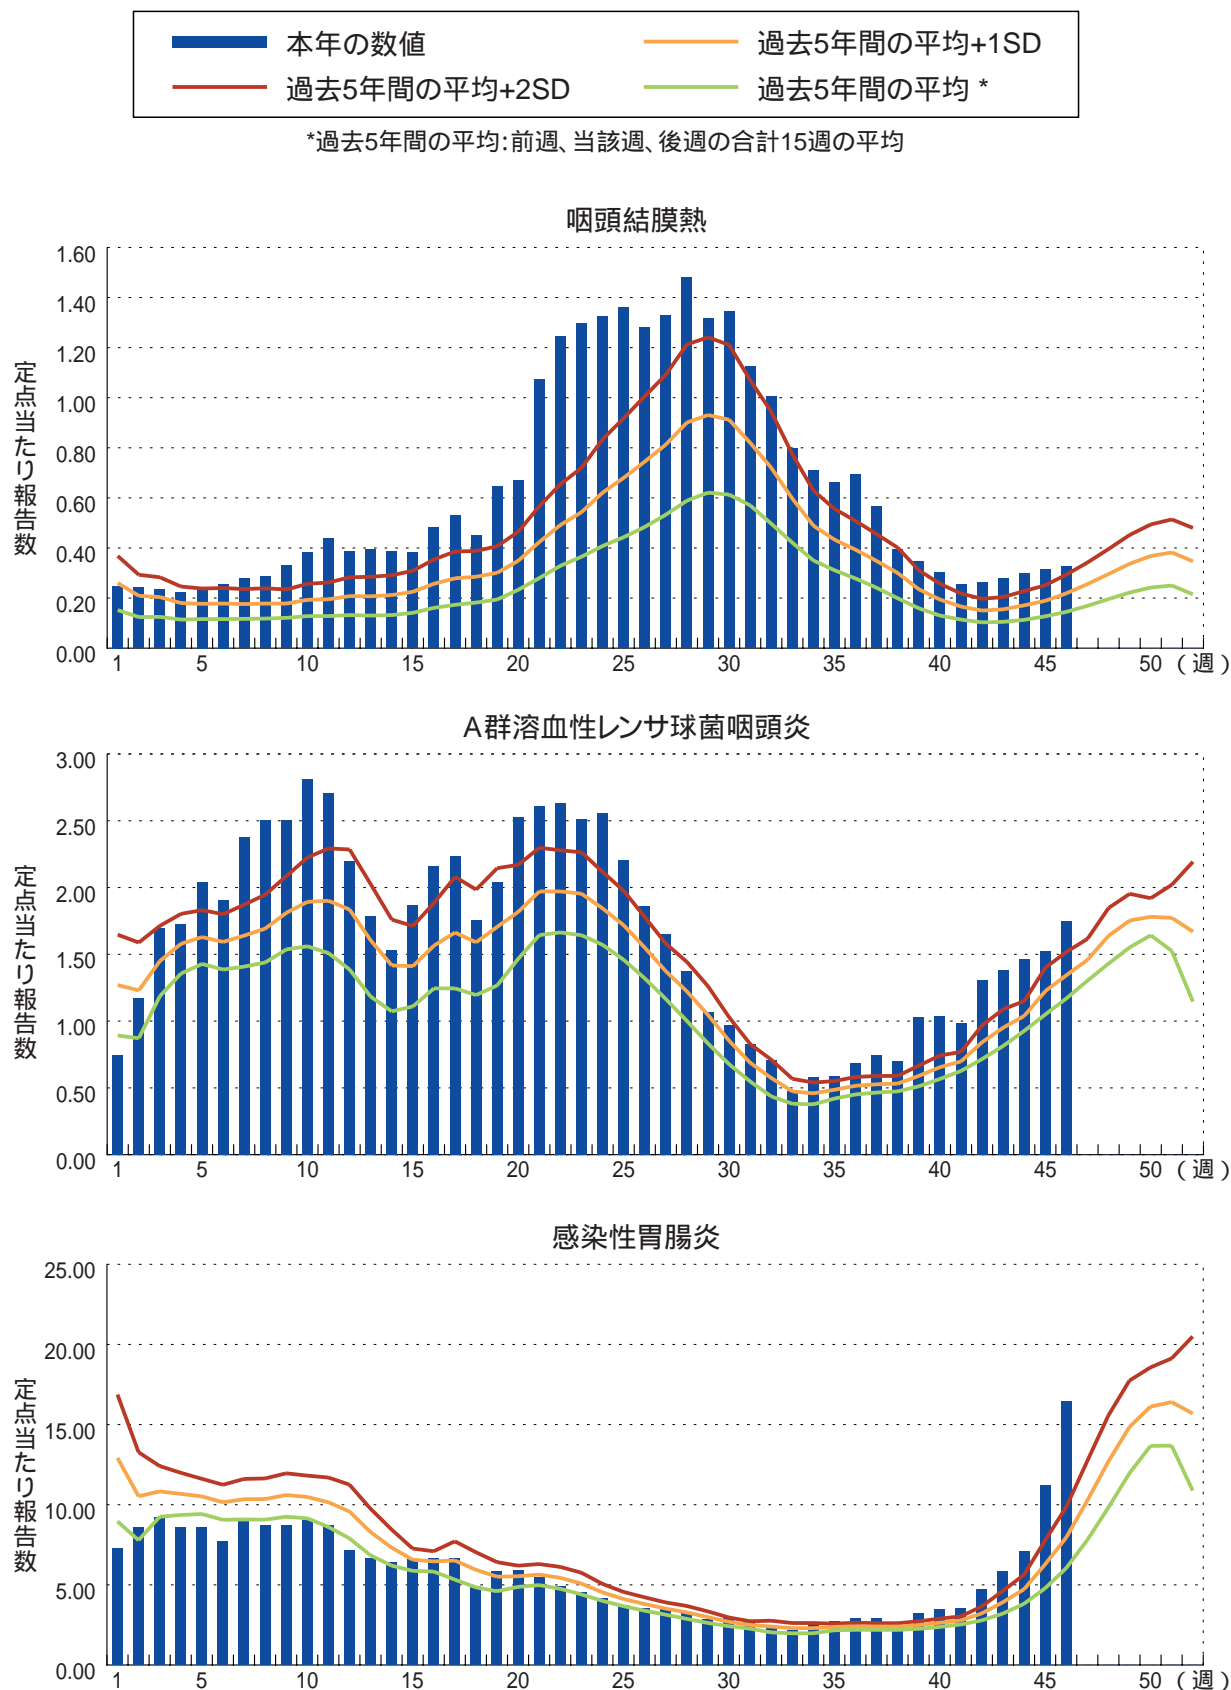 本年の数値
過去5年間の平均+1SD
過去5年間の平均+2SD
過去5年間の平均 *
*過去5年間の平均:前週、当該週、後週の合計15週の平均
咽頭結膜熱
1.60
1.40
1.20
1.00
0.80
0.60
0.40
0.20
0.00
定点当たり報告数
1 5 10 15 20 25 30 35 40 45 50 (週)
A群溶血性レンサ球菌咽頭炎
3.00
2.50
2.00
1.50
1.00
0.50
0.00
定点当たり報告数
1 5 10 15 20 25 30 35 40 45 50 (週)
感染性胃腸炎
25.00
20.00
15.00
10.00
5.00
0.00
定点当たり報告数
1 5 10 15 20 25 30 35 40 45 50 (週)